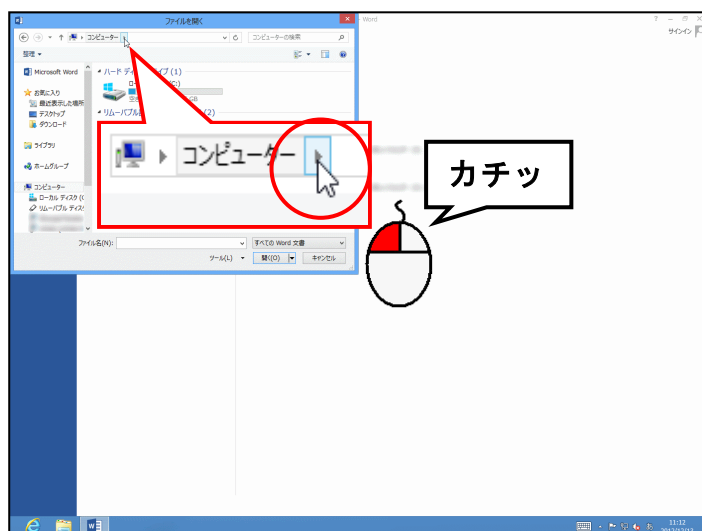 ファイルを開く
Word
サインイン
コンピューター
コンピューターの検索
整理
Microsoft Word
お気に入り
最近表示した場所
デスクトップ
ダウンロード
ライブラリ
ホームグループ
コンピューター
ローカル ディスク (C
リムーバブル ディス
ハード ディ
イブ (1)
(C:)
GB
リムーバブル
(2)
コンピューター
カチッ
ファイル名(N):
すべての Word 文書
ツール(L)
開く(O)
キャンセル
11:12
2012/12/12